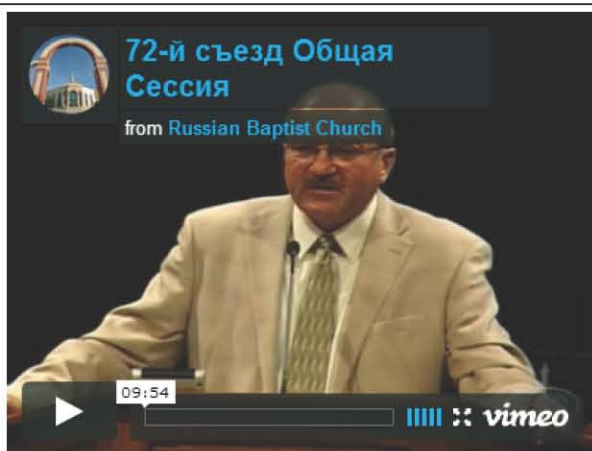 72-й съезд Общая
Сессия
from Russian Baptist Church
09:54
vimeo